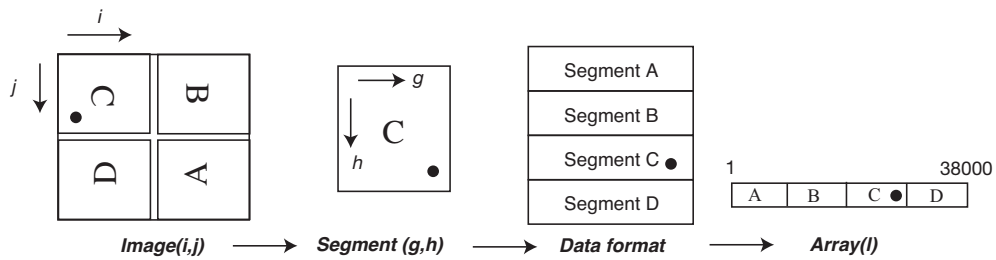 i
j
C
B
D
A
g
C
h
Segment A
Segment B
Segment C
Segment D
1 38000
A B C D
Image(i,j) Segment (g,h) Data format Array(l)